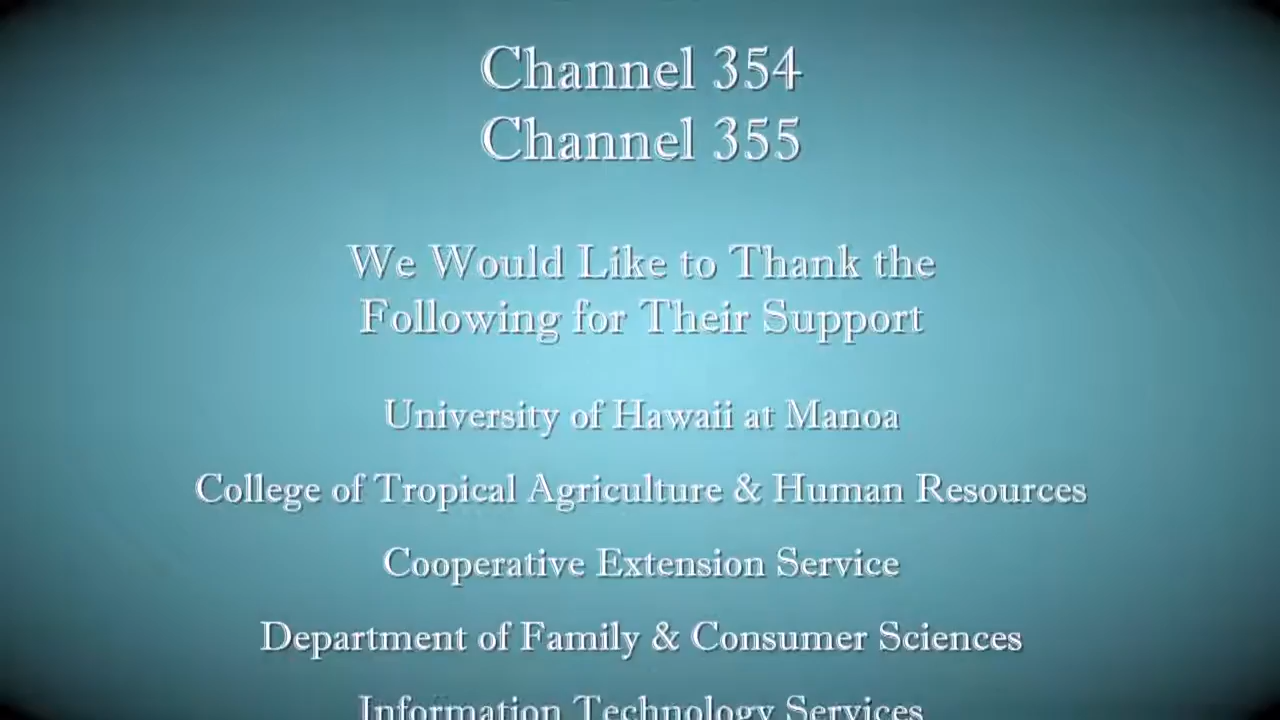 Channel 354
Channel 355
We Would Like to Thank the
Following for Their Support
University of Hawaii at Manoa
College of Tropical Agriculture & Human Resources
Cooperative Extension Service
Department of Family & Consumer Sciences
Information Technology Services